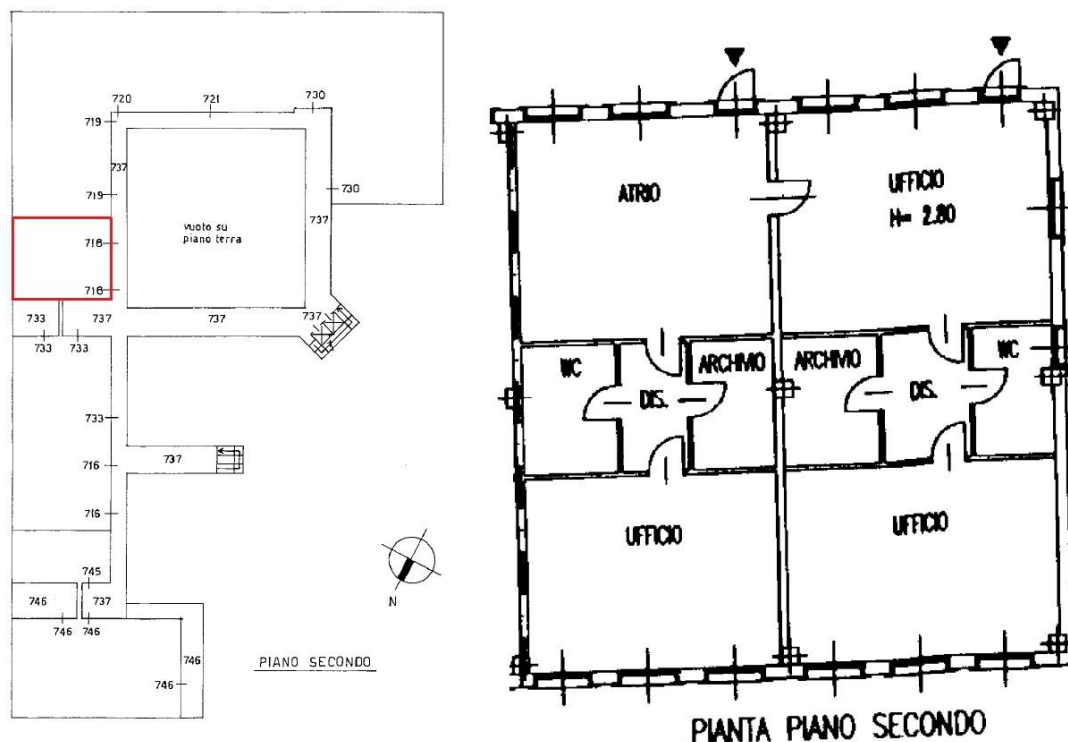 720
721
730
719
737
719
730
vuoto su
piano terra
737
718
718
733
737
737
737
733
733
733
737
716
716
745
746
737
746
746
N
746
746
PIANO SECONDO
ATRIO
UFFICIO
H= 2.80
WC
ARCHIVIO
ARCHIVIO
WC
DIS.
DIS.
UFFICIO
UFFICIO
PIANTA PIANO SECONDO